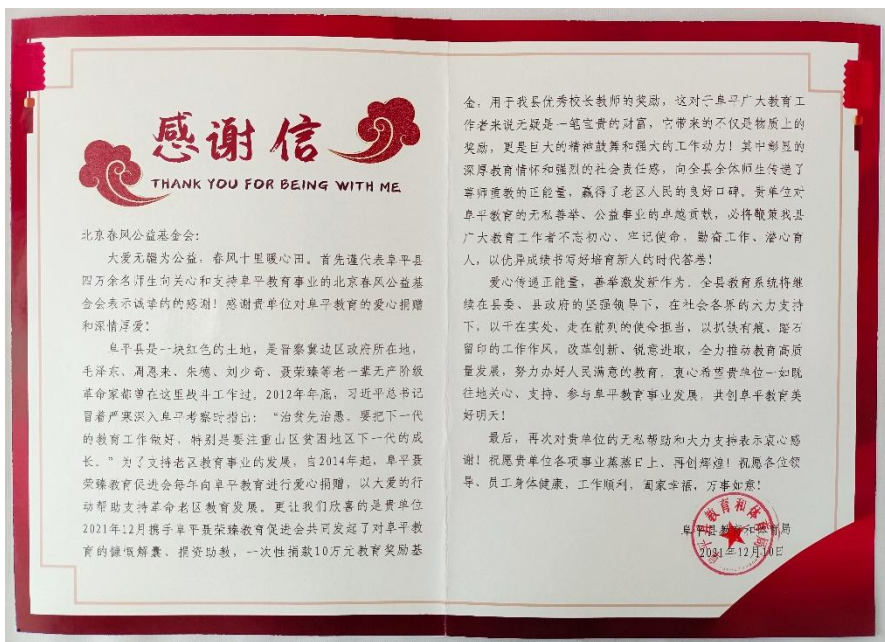 感谢信
THANK YOU FOR BEING WITH ME
北京春风公益基金会：
大爱无疆为公益，春风十里暖心田。首先谨代表阜平县
四万余名师生向关心和支持阜平教育事业的北京春风公益基
金会表示诚挚的的感谢！感谢贵单位对阜平教育的爱心捐赠
和深情厚爱！
阜平县是一块红色的土地，是晋察冀边区政府所在地，
毛泽东、周恩来、朱德、刘少奇、聂荣臻等老一辈无产阶级
革命家都曾在这里战斗工作过。2012年年底，习近平总书记
冒着严寒深入阜平考察时指出：“治贫先治愚。要把下一代
的教育工作做好，特别是要注重山区贫困地区下一代的成
长。”为了支持老区教育事业的发展，自2014年起，阜平聂
荣臻教育促进会每年向阜平教育进行爱心捐赠，以大爱的行
动帮助支持革命老区教育发展。更让我们欣喜的是贵单位
2021年12月携手阜平聂荣臻教育促进会共同发起了对阜平教
育的慷慨解囊、捐资助教，一次性捐款10万元教育奖励基
金，用于我县优秀校长教师的奖励，这对于阜平广大教育工
作者来说无疑是一笔宝贵的财富，它带来的不仅是物质上的
奖励，更是巨大的精神鼓舞和强大的工作动力！其中彰显的
深厚教育情怀和强烈的社会责任感，向全县全体师生传递了
尊师重教的正能量，赢得了老区人民的良好口碑。贵单位对
阜平教育的无私善举、公益事业的卓越贡献，必将鞭策我县
广大教育工作者不忘初心、牢记使命，勤奋工作、潜心育
人，以优异成绩书写好培育新人的时代答卷！
爱心传递正能量，善举激发新作为。全县教育系统将继
续在县委、县政府的坚强领导下，在社会各界的大力支持
下，以干在实处、走在前列的使命担当，以抓铁有痕、踏石
留印的工作作风，改革创新、锐意进取，全力推动教育高质
量发展，努力办好人民满意的教育。衷心希望贵单位一如既
往地关心、支持、参与阜平教育事业发展，共创阜平教育美
好明天！
最后，再次对贵单位的无私帮助和大力支持表示衷心感
谢！祝愿贵单位各项事业蒸蒸日上、再创辉煌！祝愿各位领
导、员工身体健康，工作顺利，阖家幸福，万事如意！
阜平县教育和体育局
2021年12月10日
阜平县教育和体育局